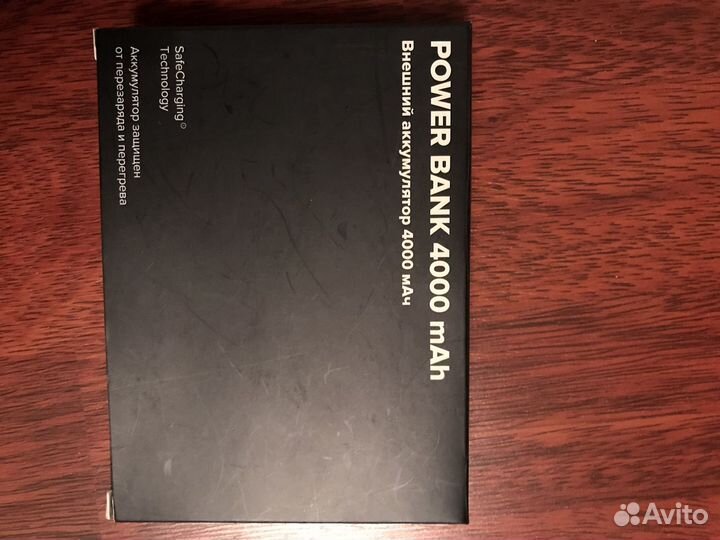 POWER BANK 4000 mAh
Внешний аккумулятор 4000 мАч
SafeCharging®
Technology
Аккумулятор защищен
от перезаряда и перегрева
Avito